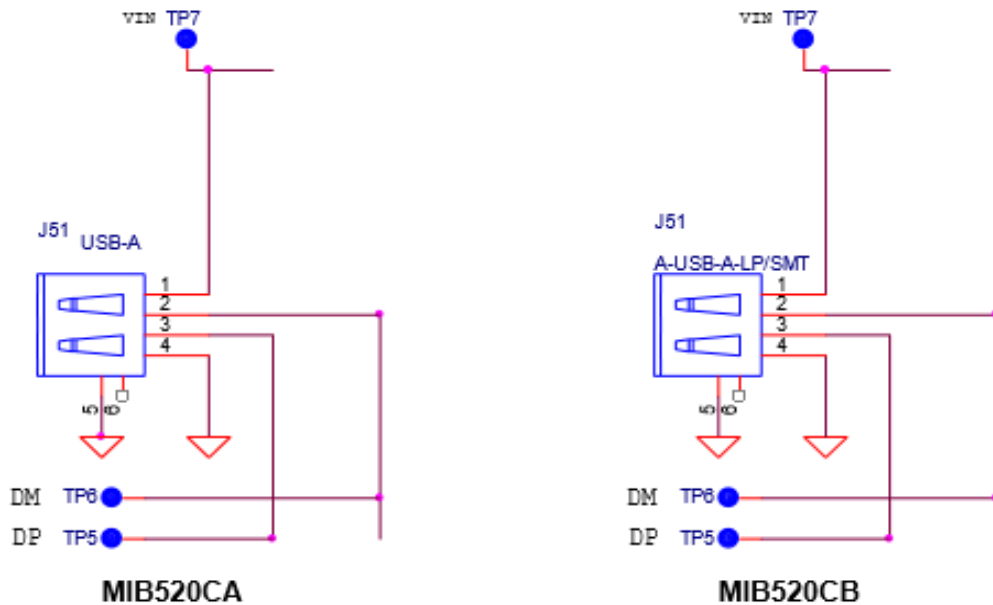 VIN TP7
J51
USB-A
1
2
3
4
5
6
DM TP6
DP TP5
MIB520CA
VIN TP7
J51
A-USB-A-LP/SMT
1
2
3
4
5
6
DM TP6
DP TP5
MIB520CB